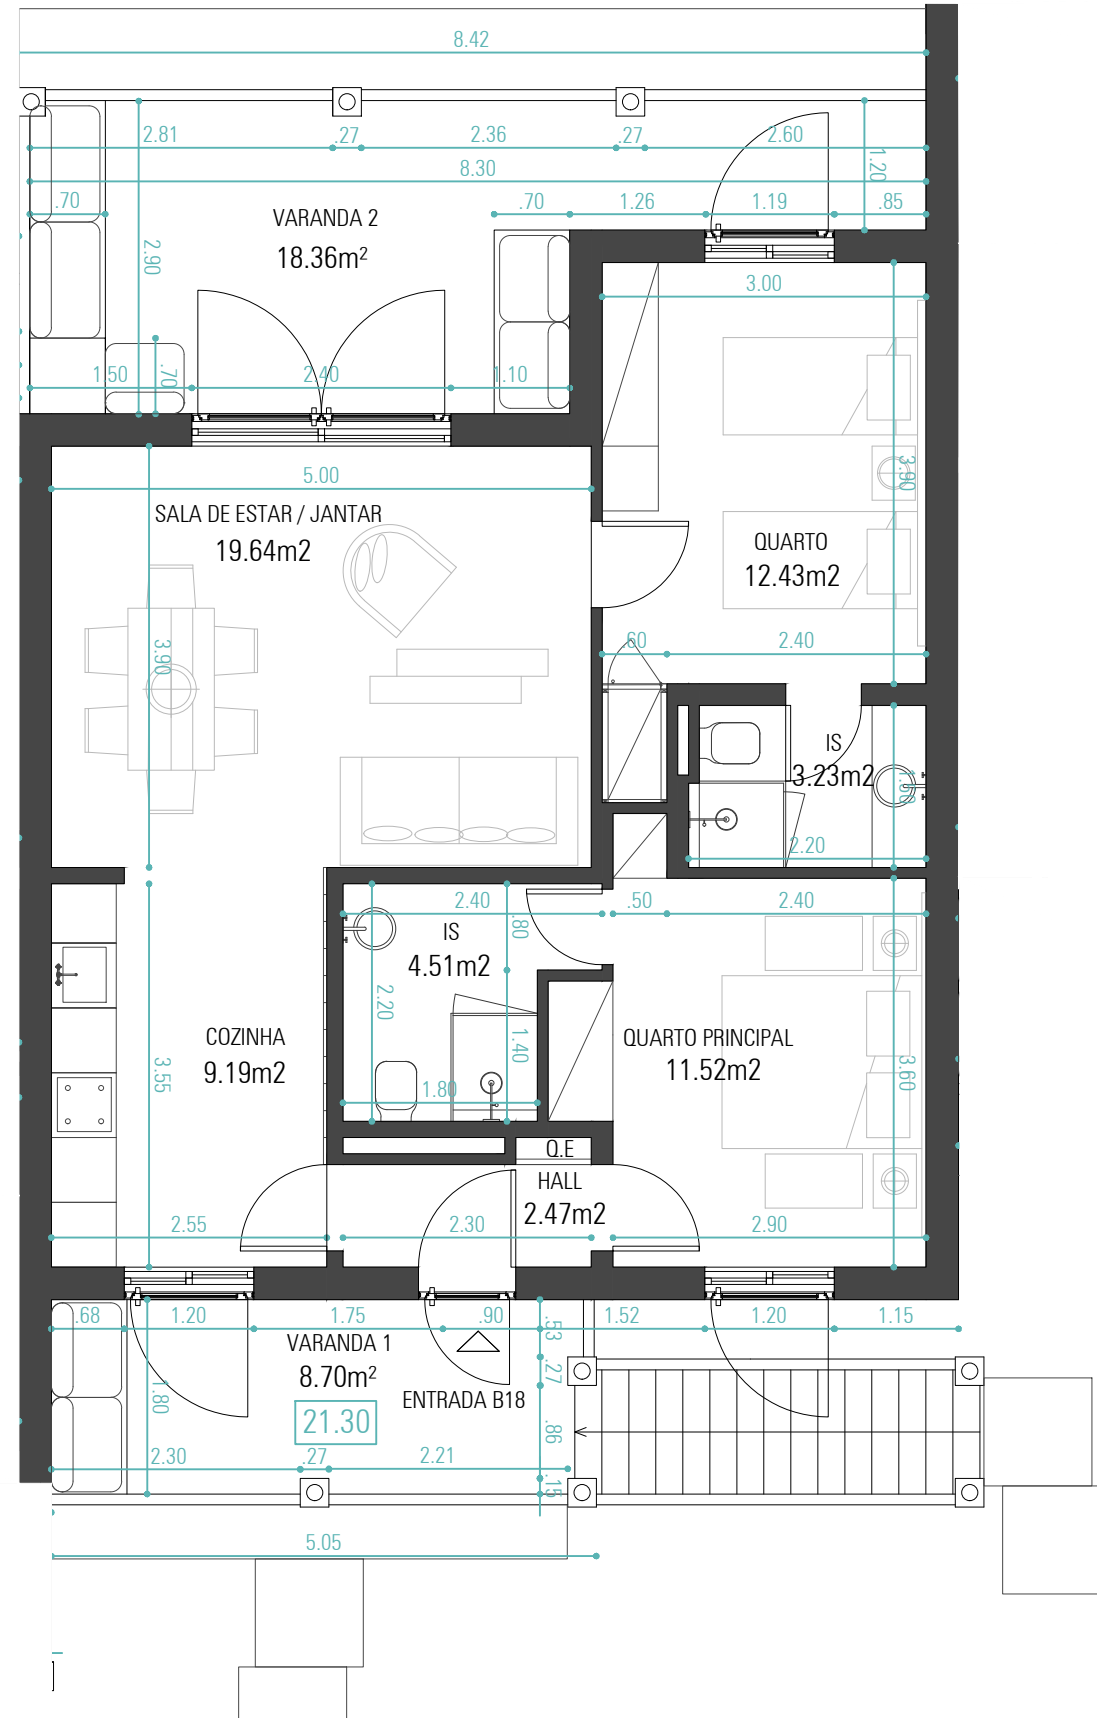 8.42
2.81
.27
2.36
.27
2.60
1.20
8.30
.70
.70
1.26
1.19
.85
VARANDA 2
18.36m²
2.90
3.00
1.50
.70
2.40
1.10
5.00
3.90
SALA DE ESTAR / JANTAR
19.64m2
QUARTO
12.43m2
3.90
.60
2.40
IS
3.23m2
2.20
2.40
.80
.50
2.40
IS
4.51m2
2.20
COZINHA
9.19m2
3.55
1.40
QUARTO PRINCIPAL
11.52m2
3.60
1.80
Q.E
HALL
2.47m2
2.55
2.30
2.90
.68
1.20
1.75
.90
.53
1.52
1.20
1.15
VARANDA 1
8.70m²
.27
1.80
ENTRADA B18
21.30
.86
2.30
.27
2.21
.15
5.05